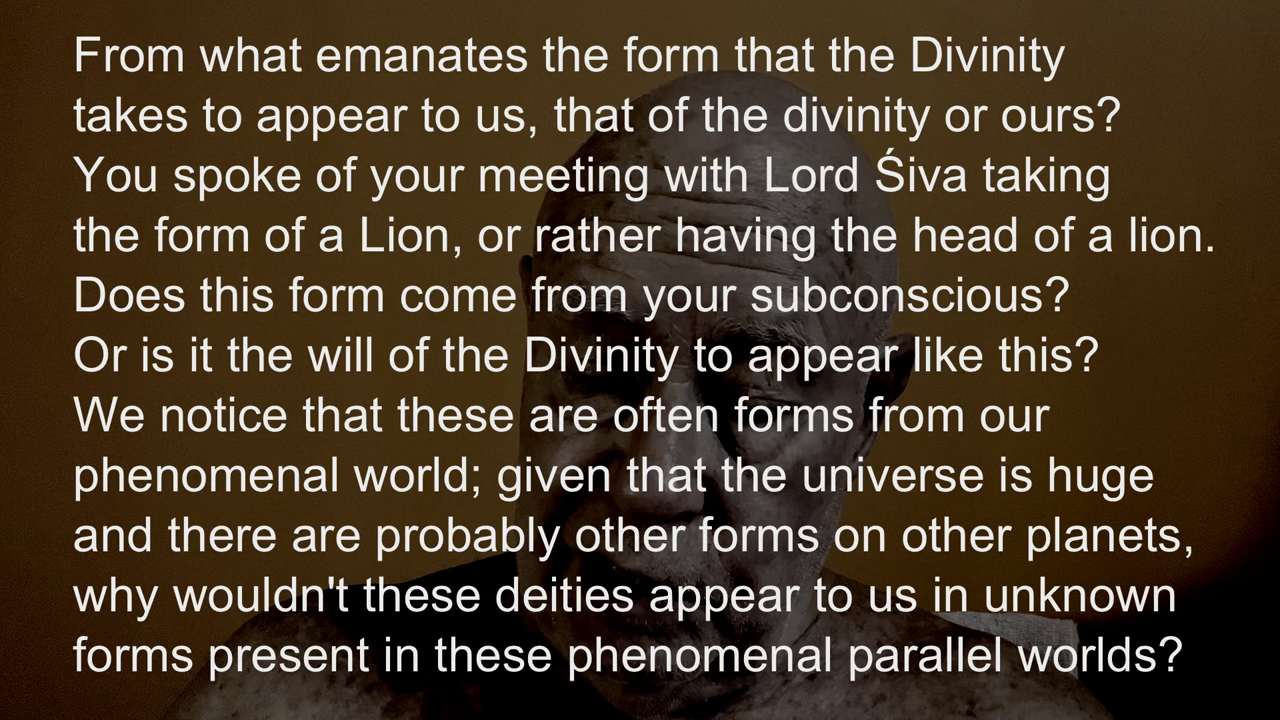 From what emanates the form that the Divinity
takes to appear to us, that of the divinity or ours?
You spoke of your meeting with Lord Śiva taking
the form of a Lion, or rather having the head of a lion.
Does this form come from your subconscious?
Or is it the will of the Divinity to appear like this?
We notice that these are often forms from our
phenomenal world; given that the universe is huge
and there are probably other forms on other planets,
why wouldn't these deities appear to us in unknown
forms present in these phenomenal parallel worlds?